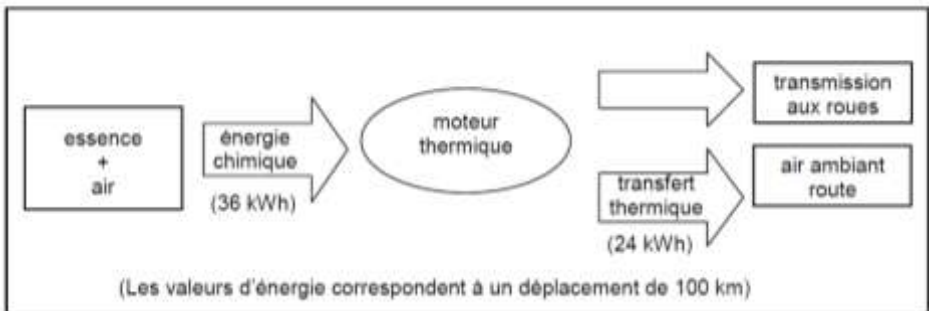 essence
+
air
énergie
chimique
(36 kWh)
moteur
thermique
transmission
aux roues
transfert
thermique
(24 kWh)
air ambiant
route
(Les valeurs d'énergie correspondent à un déplacement de 100 km)